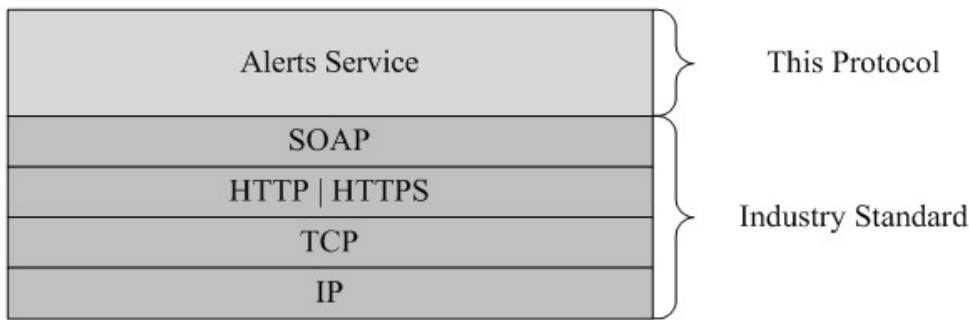 Alerts Service
This Protocol
SOAP
HTTP | HTTPS
TCP
IP
Industry Standard